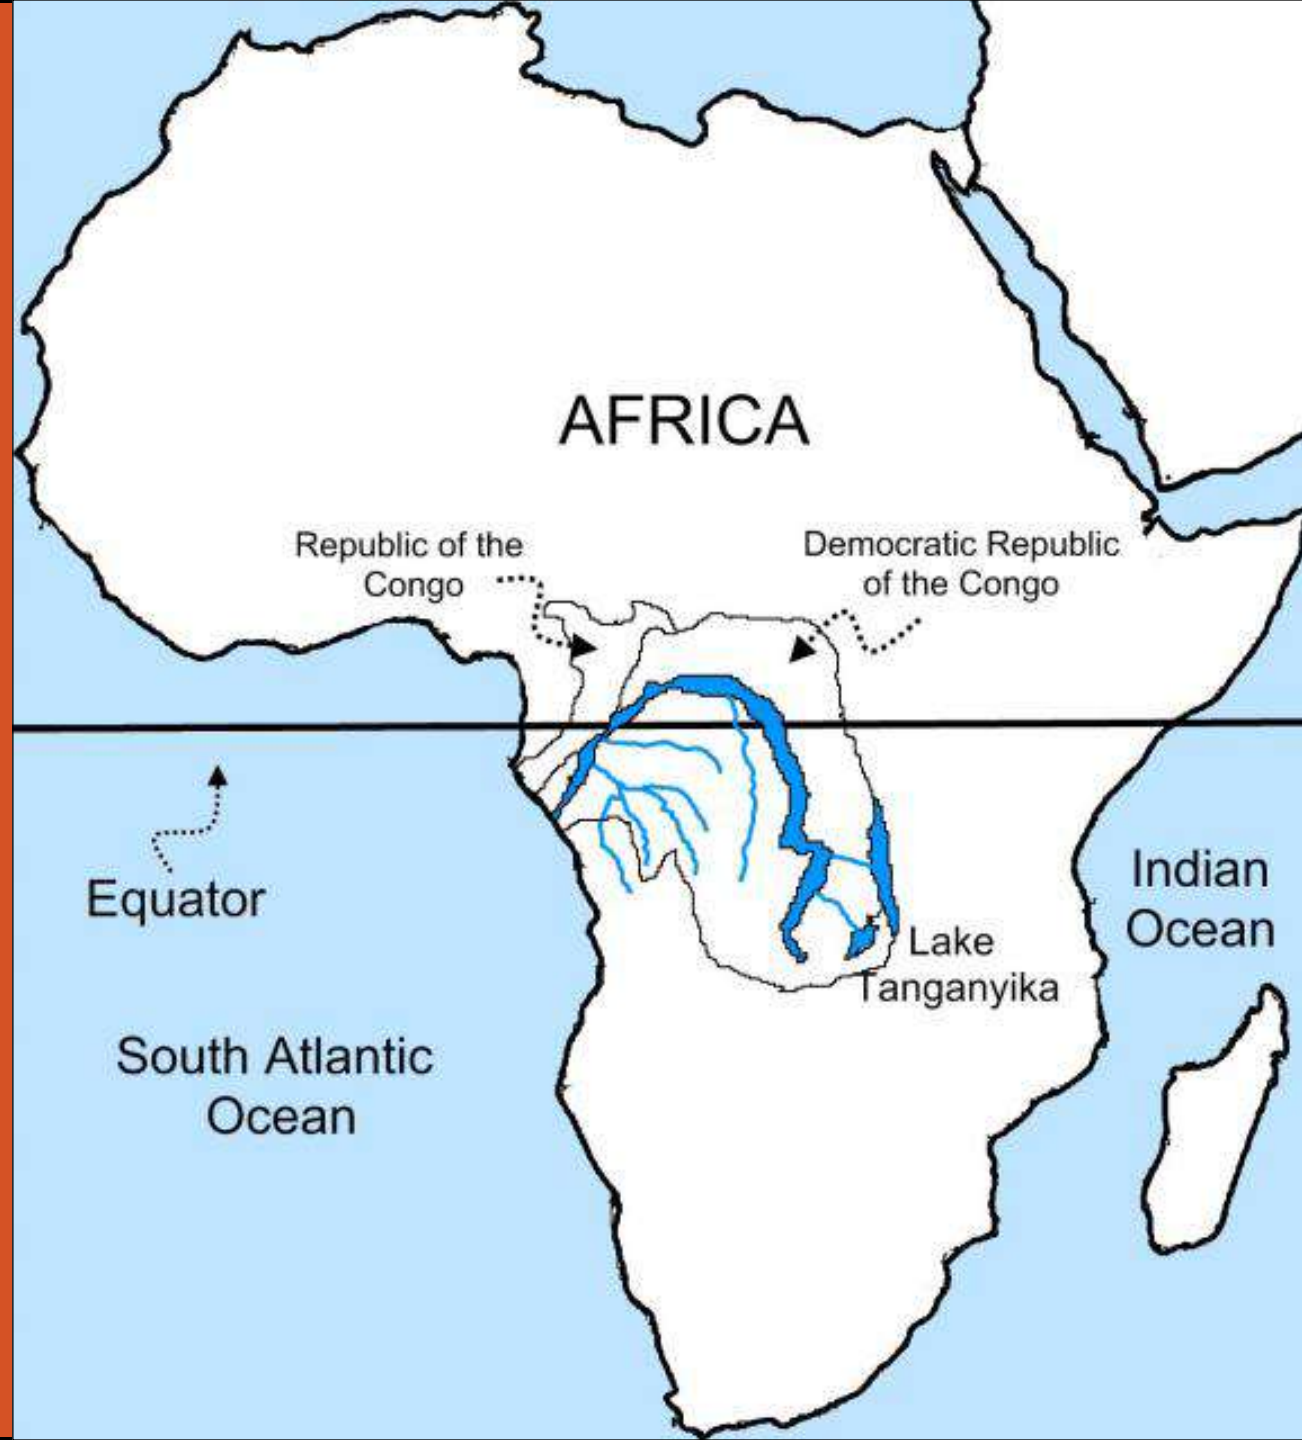 AFRICA
Republic of the
Congo
Democratic Republic
of the Congo
Equator
Indian
Ocean
Lake
Tanganyika
South Atlantic
Ocean